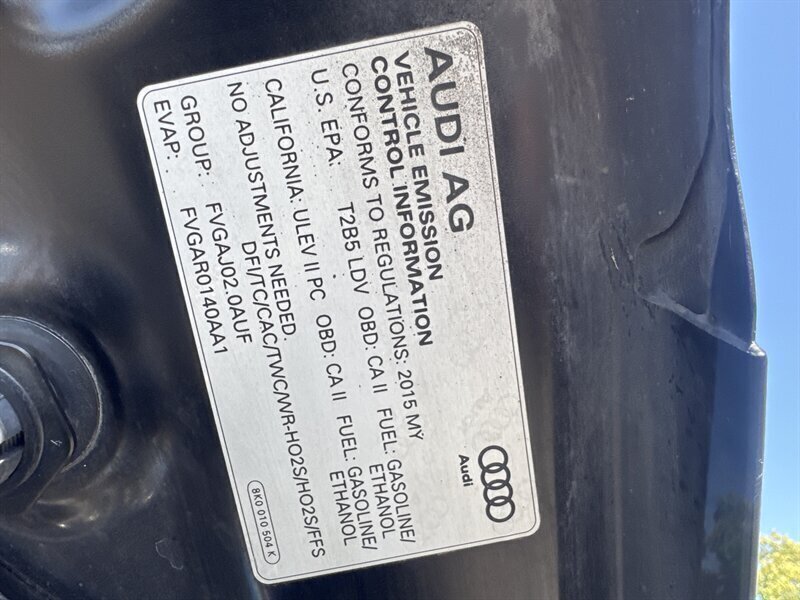 AUDI AG
VEHICLE EMISSION
CONTROL INFORMATION
CONFORMS TO REGULATIONS: 2015 MY
U.S. EPA: T2B5 LDV OBD: CA II FUEL: GASOLINE/
ETHANOL
CALIFORNIA: ULEV II PC OBD: CA II FUEL: GASOLINE/
ETHANOL
NO ADJUSTMENTS NEEDED.
DFI/TC/CAC/TWC/WR-HO2S/HO2S/FFS
GROUP: FVGAJ02.0AUF
EVAP: FVGAR0140AA1
Audi
8K0 010 504 K